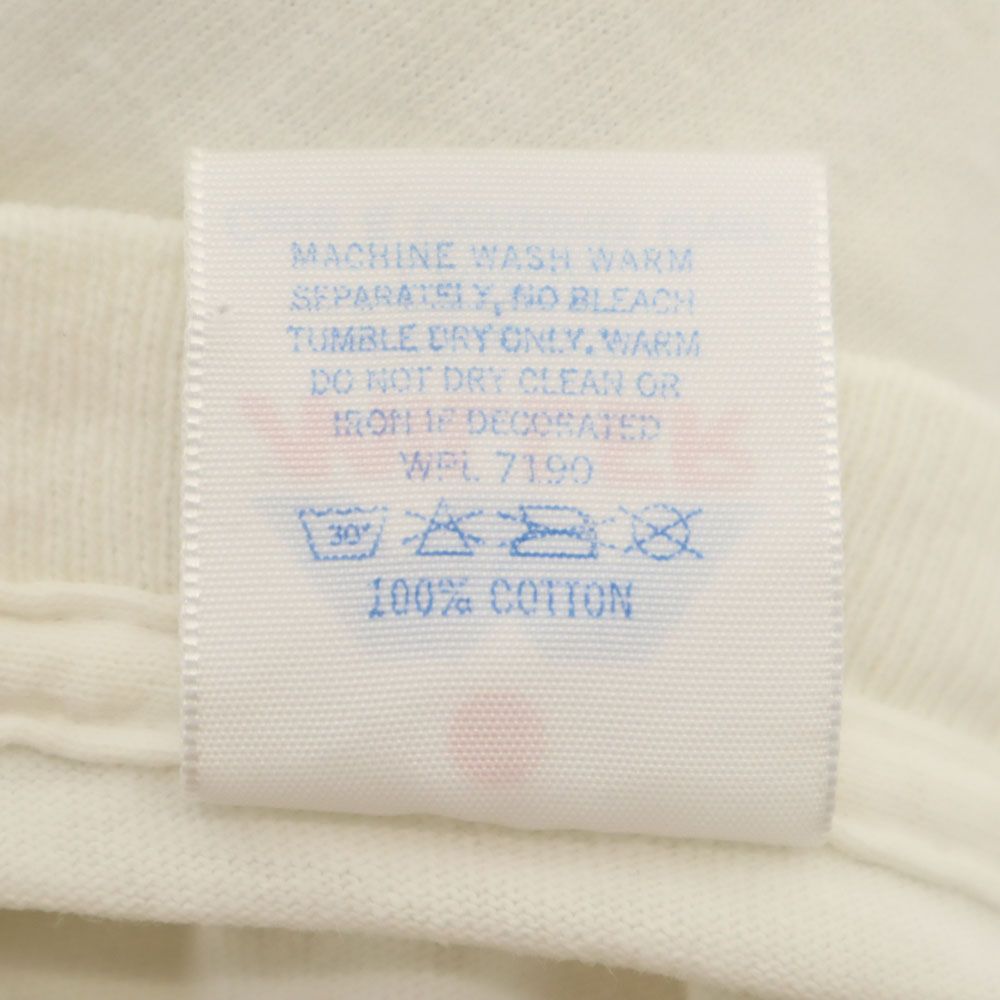 MACHINE WASH WARM
SEPARATELY, NO BLEACH
TUMBLE DRY ONLY. WARM
DO NOT DRY CLEAN OR
IRON IF DECORATED
WPL 7190
30°
100% COTTON